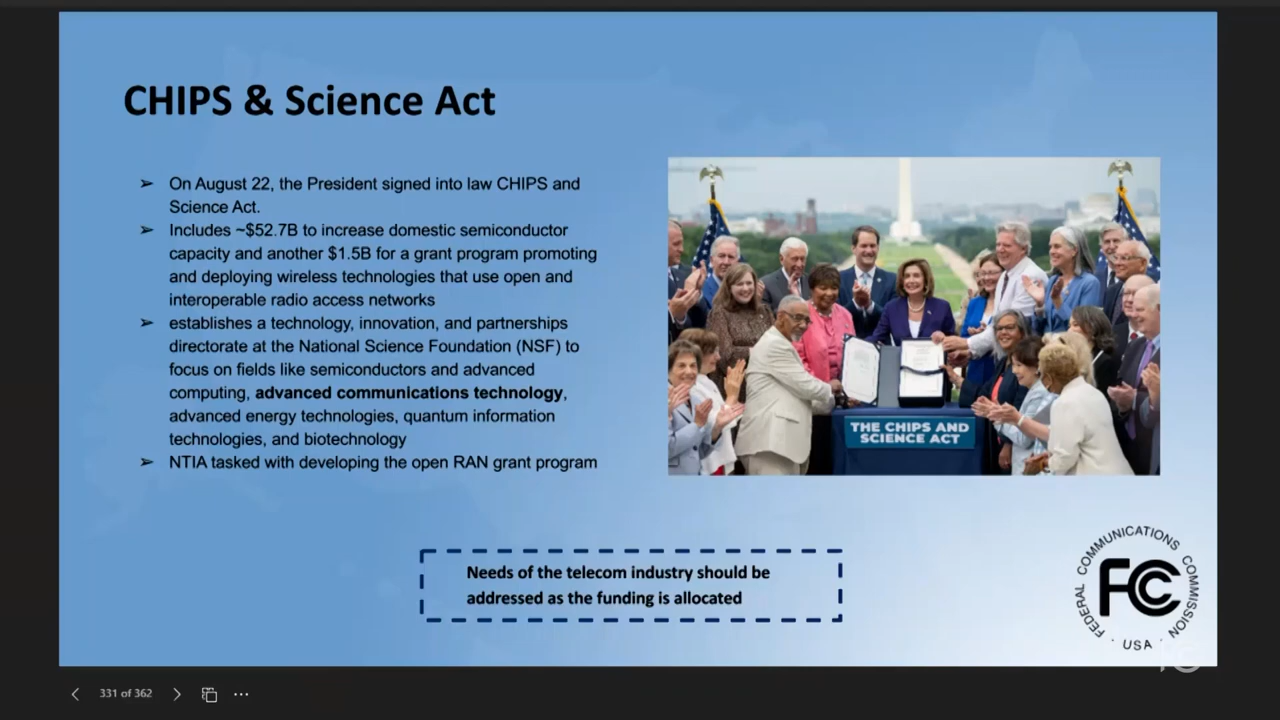 CHIPS & Science Act
➢ On August 22, the President signed into law CHIPS and
Science Act.
➢ Includes ~$52.7B to increase domestic semiconductor
capacity and another $1.5B for a grant program promoting
and deploying wireless technologies that use open and
interoperable radio access networks
➢ establishes a technology, innovation, and partnerships
directorate at the National Science Foundation (NSF) to
focus on fields like semiconductors and advanced
computing, advanced communications technology,
advanced energy technologies, quantum information
technologies, and biotechnology
➢ NTIA tasked with developing the open RAN grant program
THE CHIPS AND
SCIENCE ACT
Needs of the telecom industry should be
addressed as the funding is allocated
FEDERAL COMMUNICATIONS COMMISSION
FCC
· USA ·
331 of 362